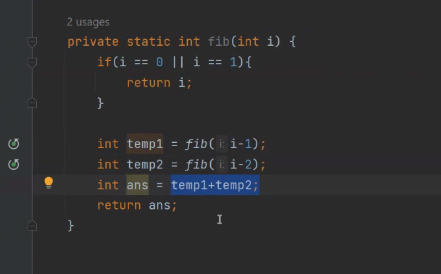 2 usages
private static int fib(int i) {
if(i == 0 || i == 1){
return i;
}
int temp1 = fib( i: i-1);
int temp2 = fib( i: i-2);
int ans = temp1+temp2;
return ans;
}